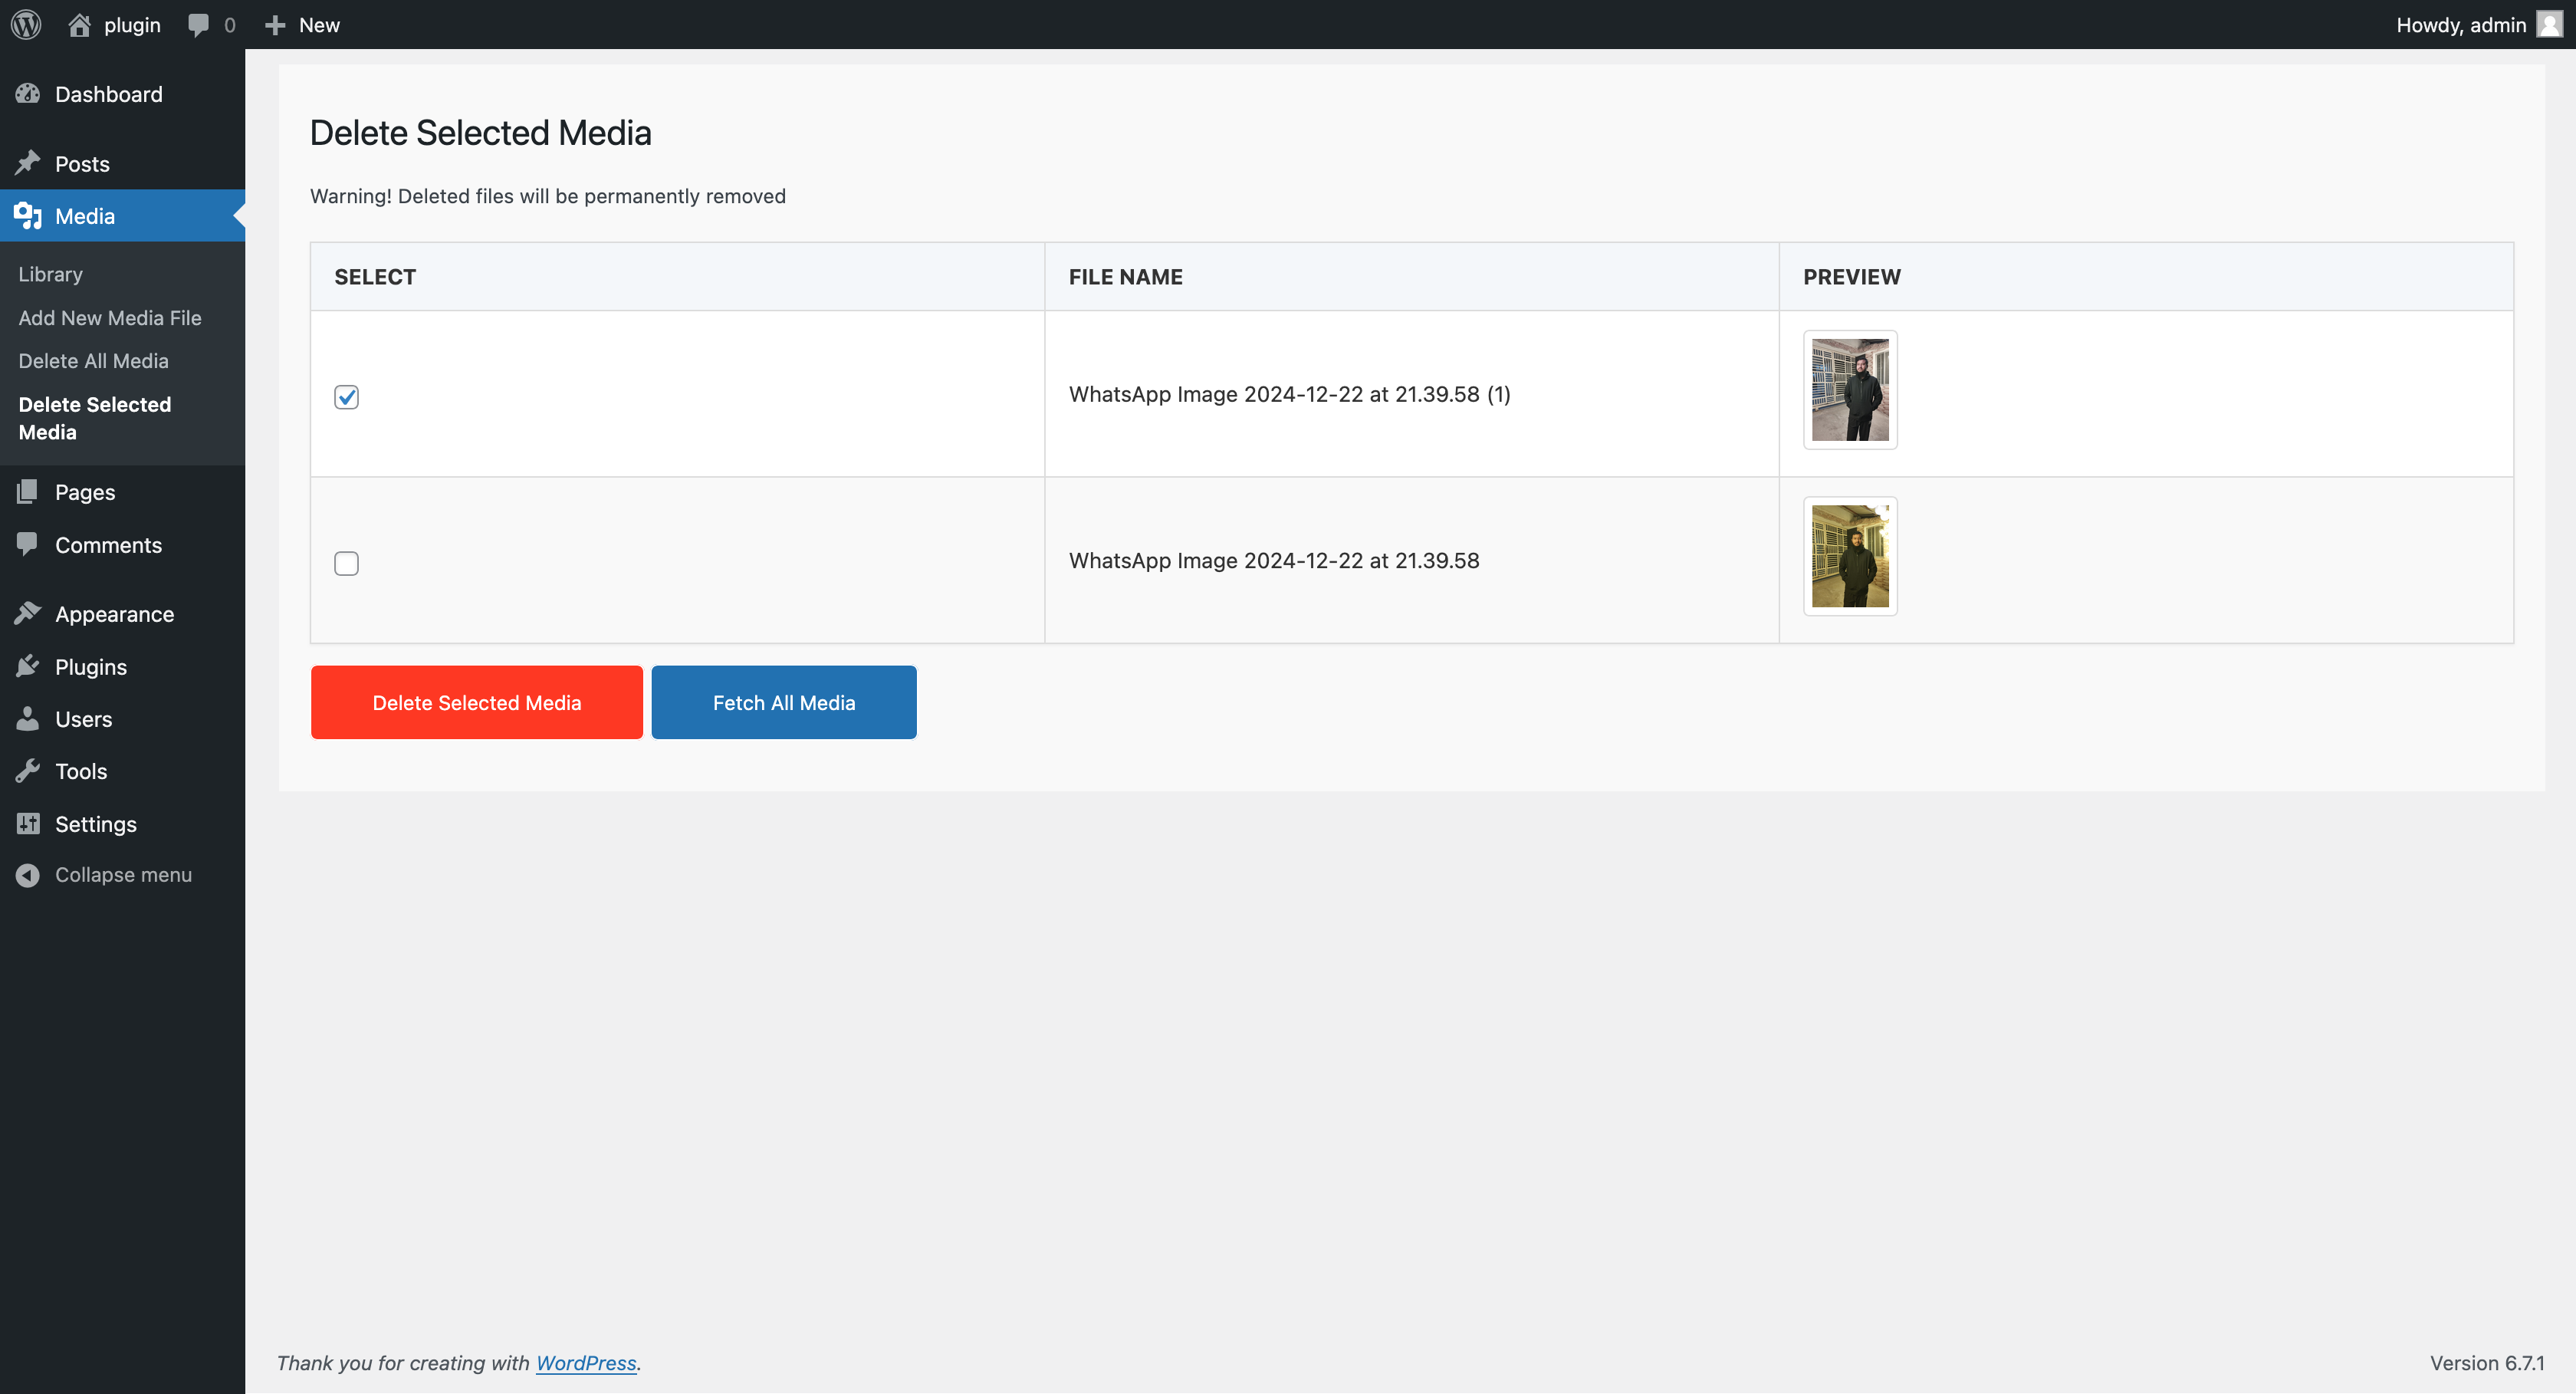 plugin
0
New
Howdy, admin
Dashboard
Posts
Media
Library
Add New Media File
Delete All Media
Delete Selected
Media
Pages
Comments
Appearance
Plugins
Users
Tools
Settings
Collapse menu
Delete Selected Media
Warning! Deleted files will be permanently removed
SELECT FILE NAME PREVIEW
WhatsApp Image 2024-12-22 at 21.39.58 (1)
WhatsApp Image 2024-12-22 at 21.39.58
Delete Selected Media Fetch All Media
Thank you for creating with WordPress.
Version 6.7.1